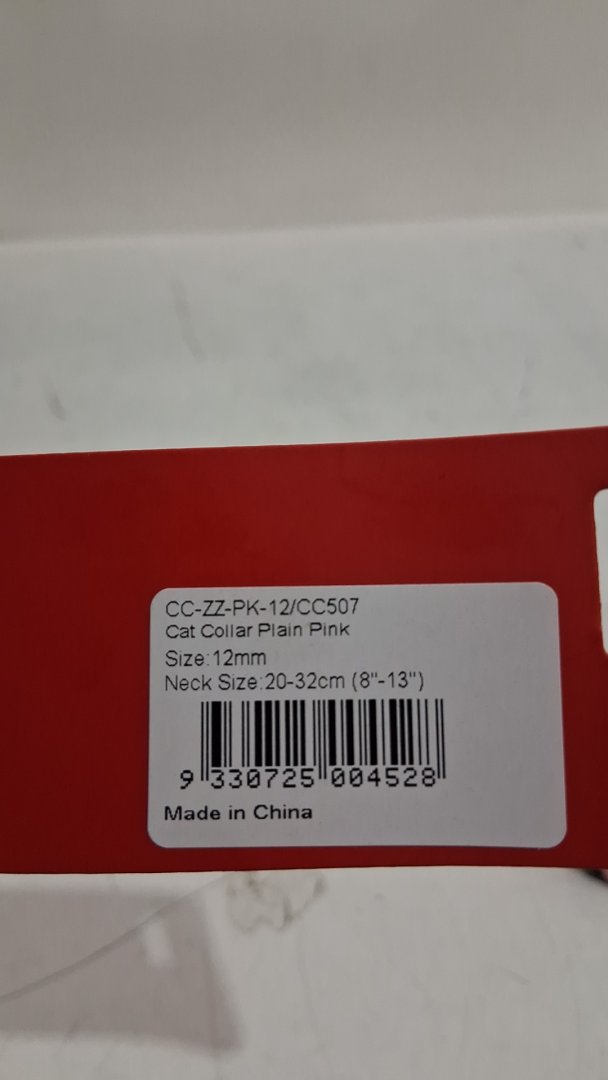 CC-ZZ-PK-12/CC507
Cat Collar Plain Pink
Size:12mm
Neck Size:20-32cm (8"-13")
9 330725 004528
Made in China